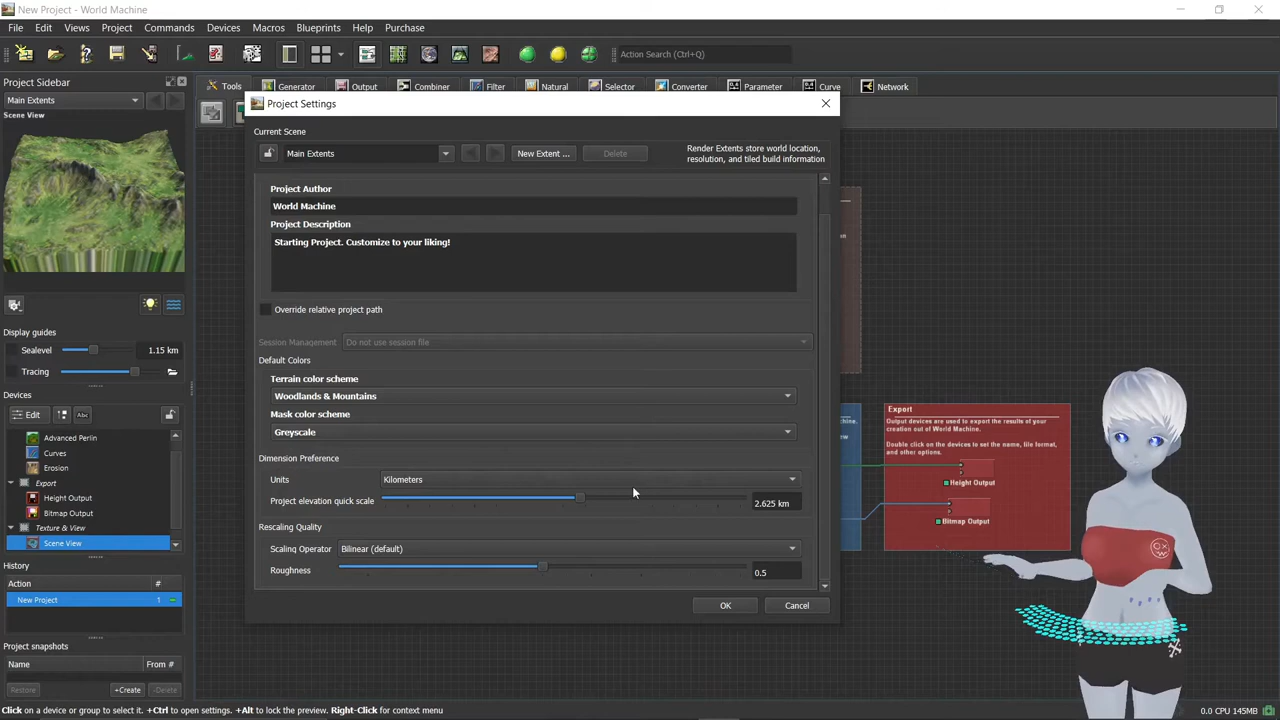 New Project - World Machine
File Edit Views Project Commands Devices Macros Blueprints Help Purchase
Action Search (Ctrl+F)
Project Sidebar
Main Extents
Scene View
Tools Generator Output Combiner Filter Natural Selector Converter Parameter Curve Network
Project Settings
Current Scene
Main Extents New Extent ... Delete
Render Extents store world location,
resolution, and tiled build information
Project Author
World Machine
Project Description
Starting Project. Customize to your liking!
Override relative project path
Session Management Do not use session file
Default Colors
Terrain color scheme
Woodlands & Mountains
Mask color scheme
Greyscale
Dimension Preference
Units Kilometers
Project elevation quick scale 2.625 km
Rescaling Quality
Scaling Operator Bilinear (default)
Roughness 0.5
OK Cancel
Display guides
Sealevel 1.15 km
Tracing
Devices
Edit Abc
Advanced Perlin
Curves
Erosion
Export
Height Output
Bitmap Output
Texture & View
Scene View
History
Action #
New Project 1
Project snapshots
Name From #
Restore +Create -Delete
Export
Output devices are used to export the results of your
creation out of World Machine.
Double click on the devices to set the name, file format,
and other options.
Height Output
Bitmap Output
Click on a device or group to select it. +Ctrl to open settings. +Alt to lock the preview. Right-Click for context menu
0.0 CPU 145MB